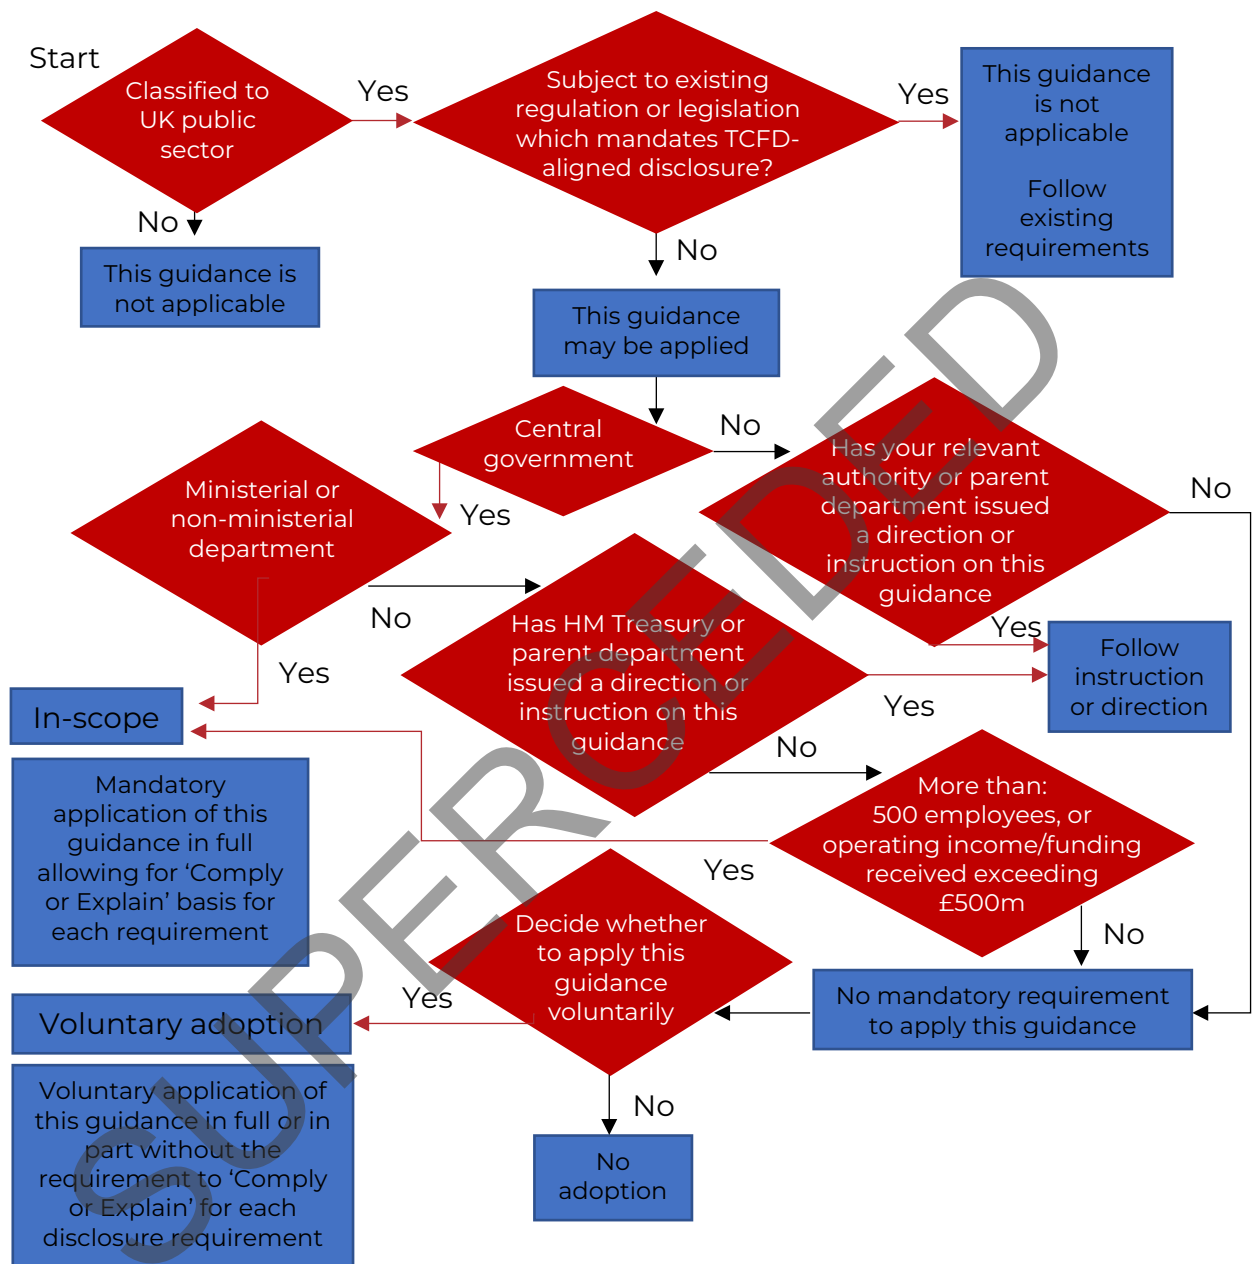 Start
Classified to
UK public
sector
Yes
Subject to existing
regulation or legislation
which mandates TCFD-
aligned disclosure?
Yes
This guidance
is not
applicable
Follow
existing
requirements
No
This guidance is
not applicable
No
This guidance
may be applied
Central
government
No
Has your relevant
authority or parent
department issued
a direction or
instruction on this
guidance
No
Yes
Ministerial or
non-ministerial
department
Yes
No
Has HM Treasury or
parent department
issued a direction or
instruction on this
guidance
Yes
Follow
instruction
or direction
Yes
In-scope
Mandatory
application of this
guidance in full
allowing for ‘Comply
or Explain’ basis for
each requirement
No
More than:
500 employees, or
operating income/funding
received exceeding
£500m
Yes
No
No mandatory requirement
to apply this guidance
Decide whether
to apply this
guidance
voluntarily
Yes
Voluntary adoption
Voluntary application of
this guidance in full or in
part without the
requirement to ‘Comply
or Explain’ for each
disclosure requirement
No
No
adoption
SUPERCEDED